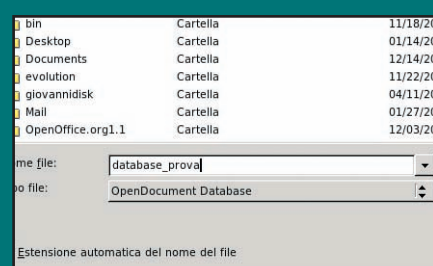 bin Cartella 11/18/20
Desktop Cartella 01/14/20
Documents Cartella 12/14/20
evolution Cartella 11/22/20
giovannidisk Cartella 04/11/20
Mail Cartella 01/27/20
OpenOffice.org1.1 Cartella 12/03/20
me file: database_prova
po file: OpenDocument Database
Estensione automatica del nome del file